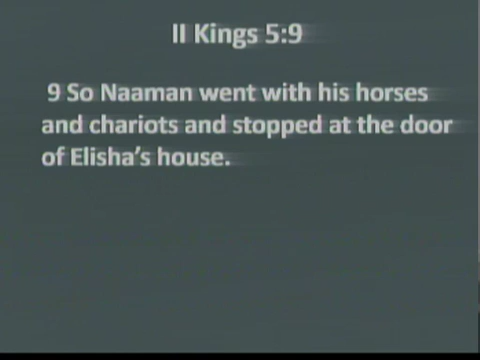 II Kings 5:9
9 So Naaman went with his horses
and chariots and stopped at the door
of Elisha's house.